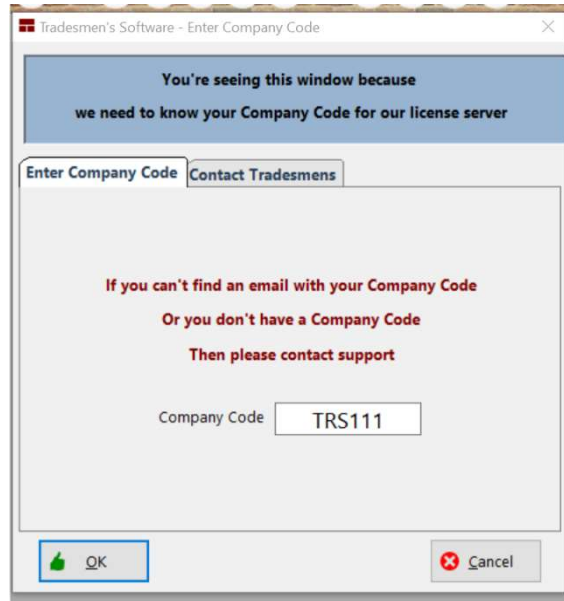 Tradesmen's Software - Enter Company Code
You're seeing this window because
we need to know your Company Code for our license server
Enter Company Code
Contact Tradesmens
If you can't find an email with your Company Code
Or you don't have a Company Code
Then please contact support
Company Code TRS111
OK
Cancel